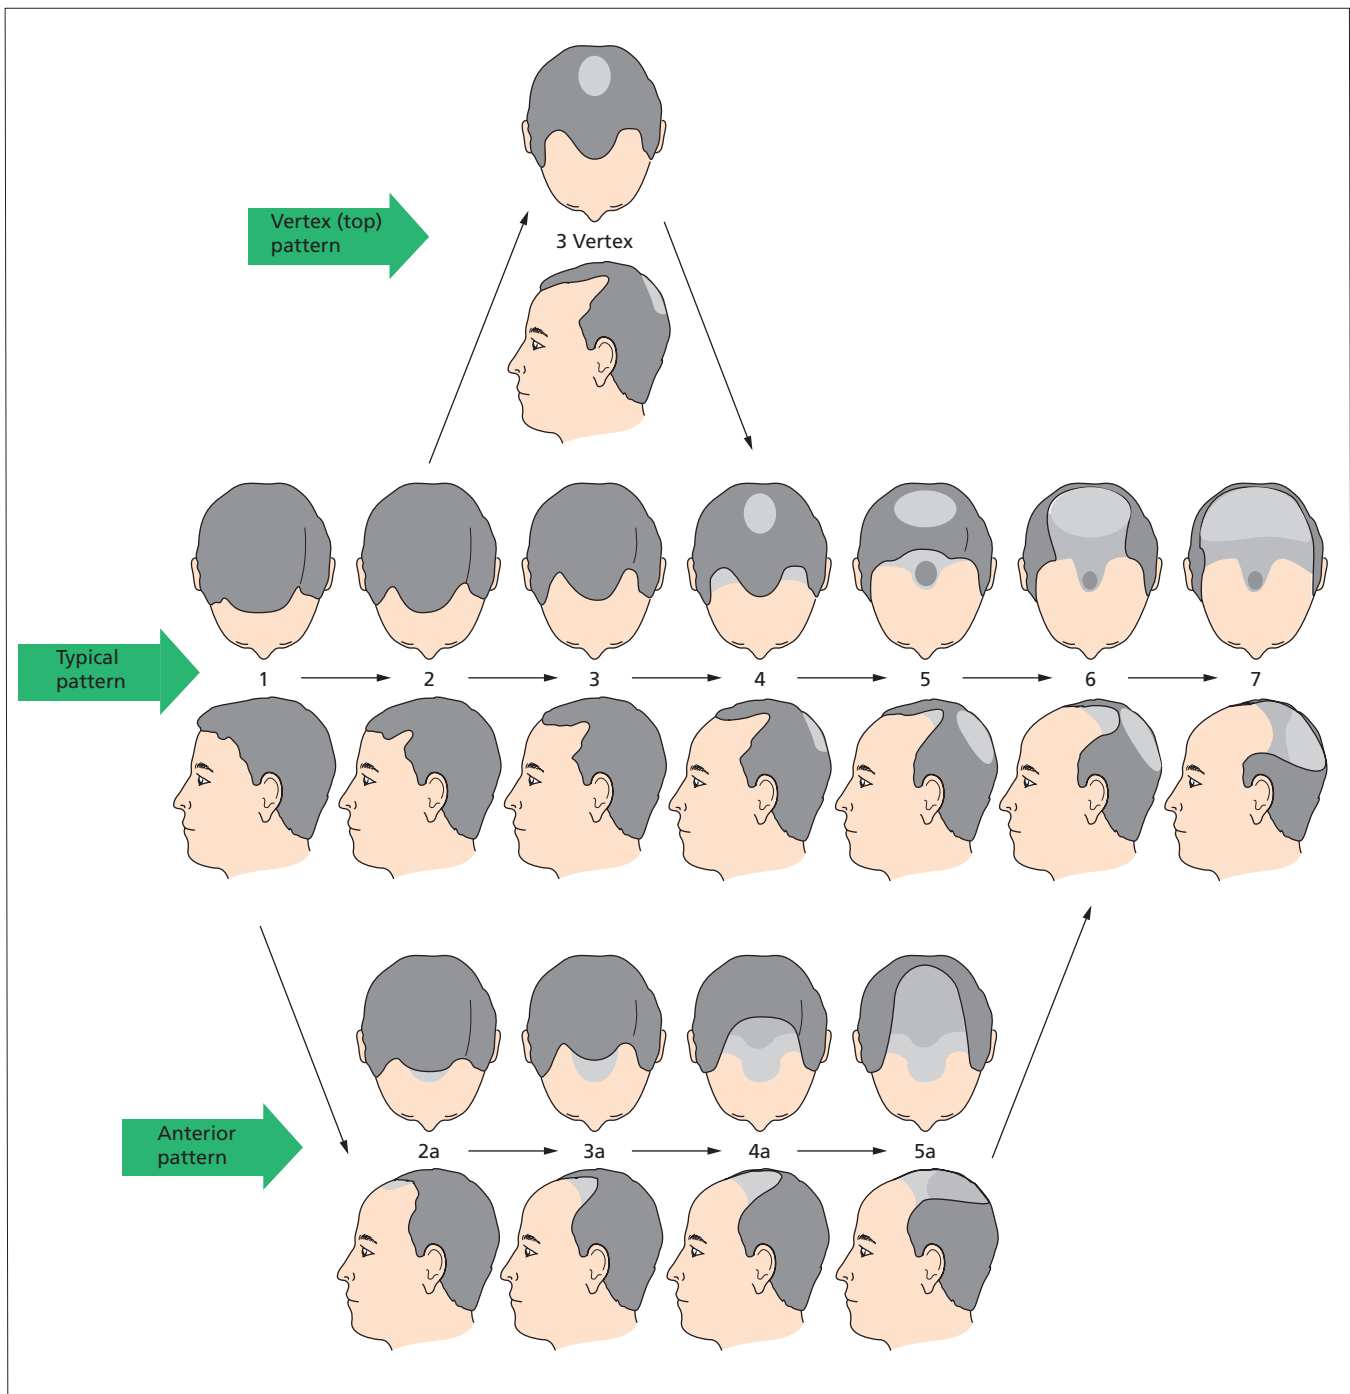 Vertex (top)
pattern
3 Vertex
Typical
pattern
1
2
3
4
5
6
7
Anterior
pattern
2a
3a
4a
5a